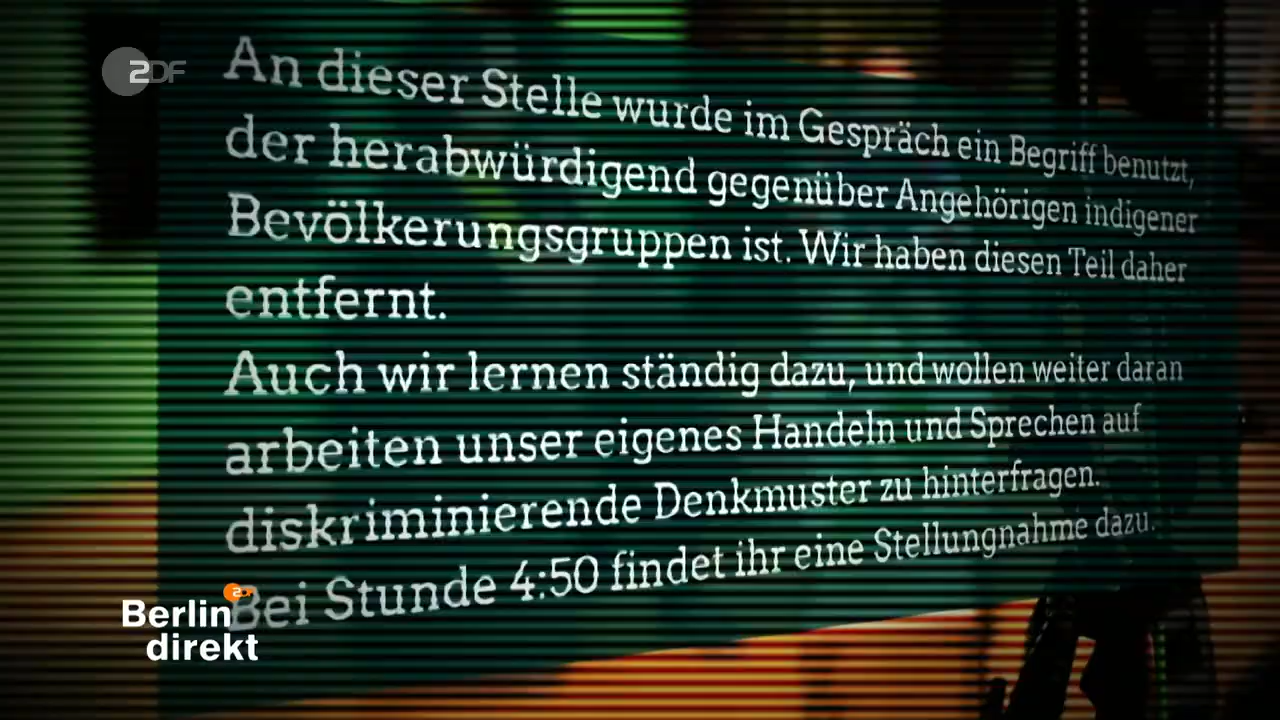 ZDF
An dieser Stelle wurde im Gespräch ein Begriff benutzt,
der herabwürdigend gegenüber Angehörigen indigener
Bevölkerungsgruppen ist. Wir haben diesen Teil daher
entfernt.
Auch wir lernen ständig dazu, und wollen weiter daran
arbeiten unser eigenes Handeln und Sprechen auf
diskriminierende Denkmuster zu hinterfragen.
Bei Stunde 4:50 findet ihr eine Stellungnahme dazu.
ZDF
Berlin
direkt